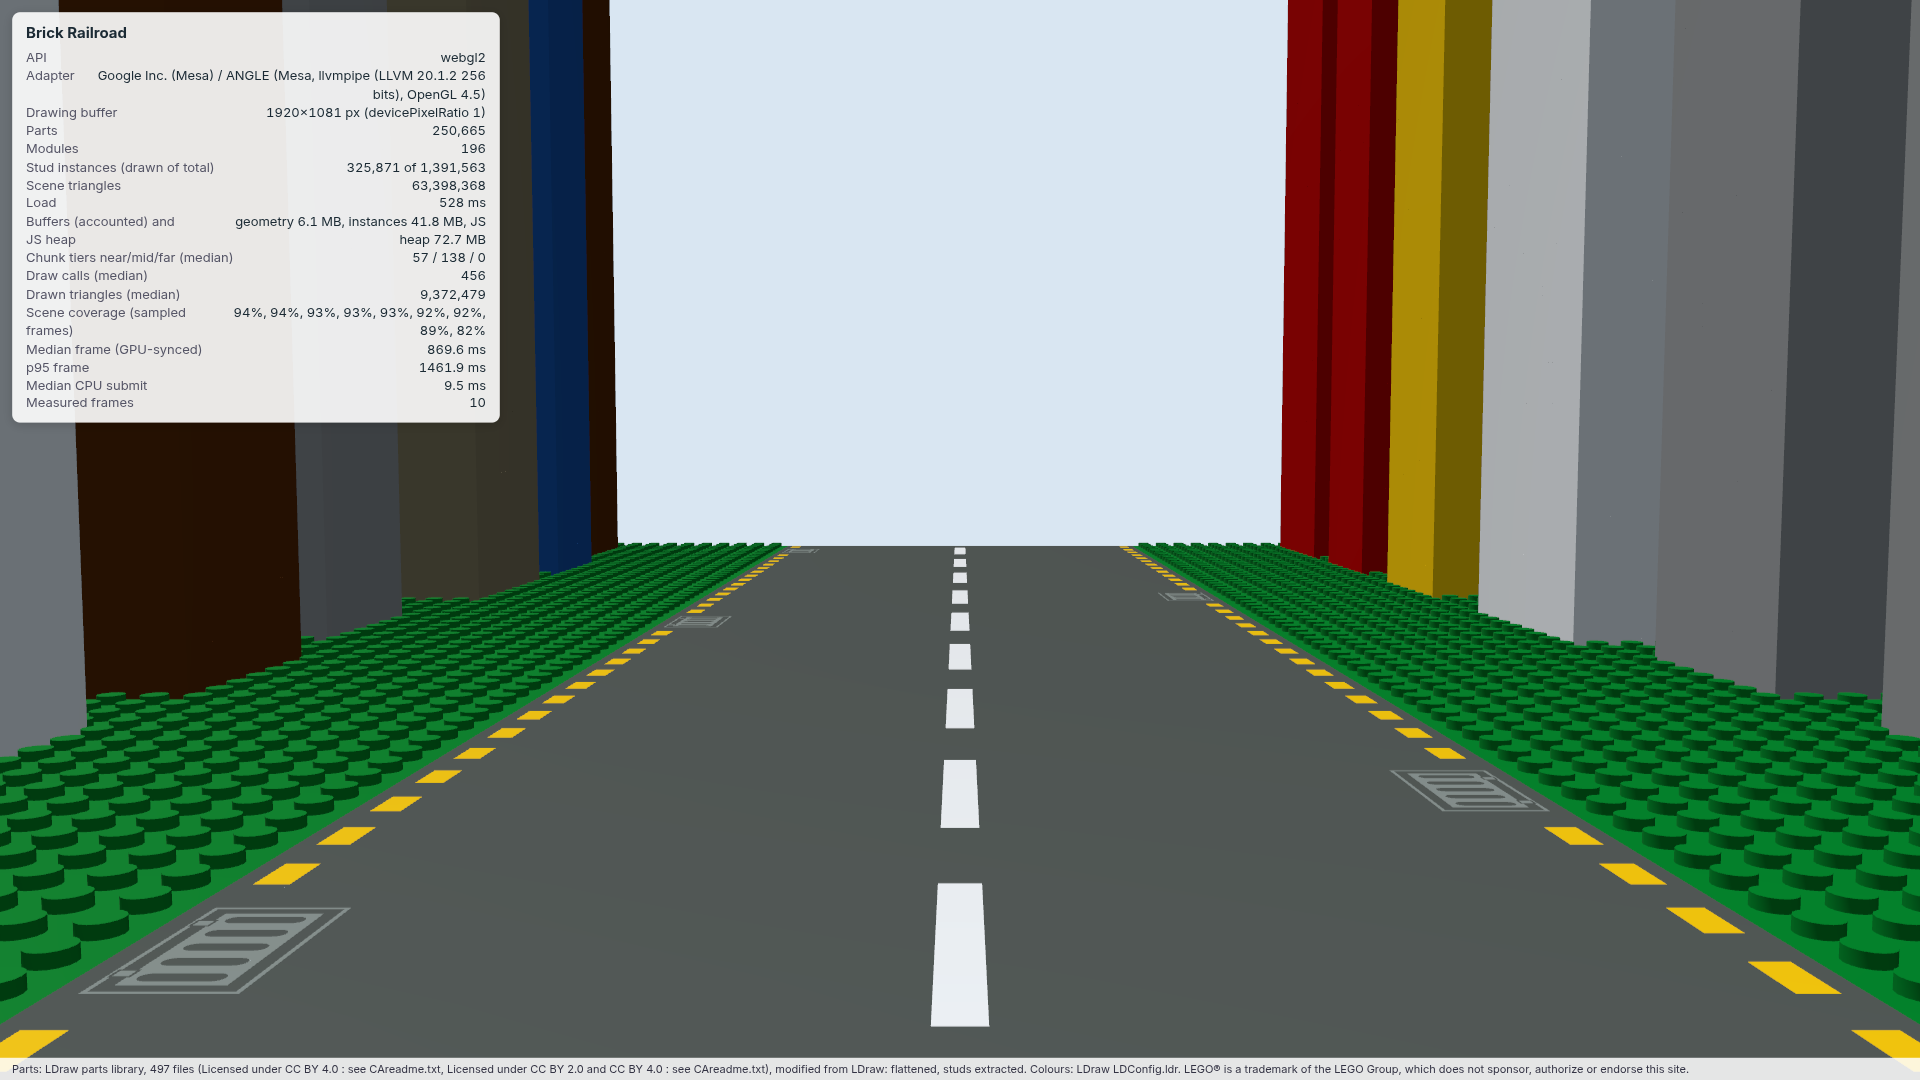 Brick Railroad
API webgl2
Adapter Google Inc. (Mesa) / ANGLE (Mesa, llvmpipe (LLVM 20.1.2 256
bits), OpenGL 4.5)
Drawing buffer 1920×1081 px (devicePixelRatio 1)
Parts 250,665
Modules 196
Stud instances (drawn of total) 325,871 of 1,391,563
Scene triangles 63,398,368
Load 528 ms
Buffers (accounted) and geometry 6.1 MB, instances 41.8 MB, JS
JS heap heap 72.7 MB
Chunk tiers near/mid/far (median) 57 / 138 / 0
Draw calls (median) 456
Drawn triangles (median) 9,372,479
Scene coverage (sampled 94%, 94%, 93%, 93%, 93%, 92%, 92%,
frames) 89%, 82%
Median frame (GPU-synced) 869.6 ms
p95 frame 1461.9 ms
Median CPU submit 9.5 ms
Measured frames 10
Parts: LDraw parts library, 497 files (Licensed under CC BY 4.0 : see CAreadme.txt, Licensed under CC BY 2.0 and CC BY 4.0 : see CAreadme.txt), modified from LDraw: flattened, studs extracted. Colours: LDraw LDConfig.ldr. LEGO® is a trademark of the LEGO Group, which does not sponsor, authorize or endorse this site.